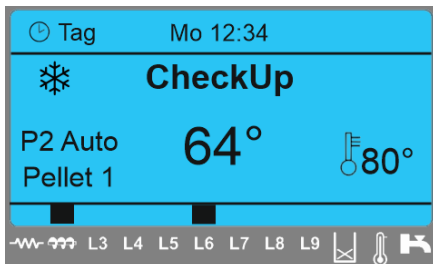 Tag Mo 12:34
CheckUp
P2 Auto 64° 80°
Pellet 1
L3 L4 L5 L6 L7 L8 L9